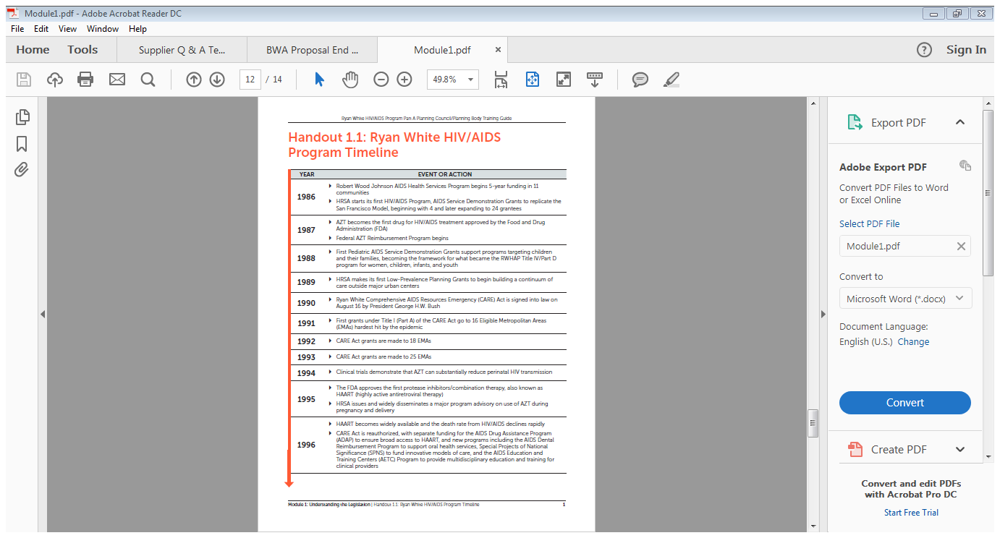 Module1.pdf - Adobe Acrobat Reader DC
File Edit View Window Help
Home Tools Supplier Q & A Te... BWA Proposal End ... Module1.pdf × ? Sign In
12 / 14 49.8%
Ryan White HIV/AIDS Program Part A Planning Council/Planning Body Training Guide
Handout 1.1: Ryan White HIV/AIDS
Program Timeline
YEAR EVENT OR ACTION
1986
Robert Wood Johnson AIDS Health Services Program begins 5-year funding in 11
communities
HRSA starts its first HIV/AIDS Program, AIDS Service Demonstration Grants to replicate the
San Francisco Model, beginning with 4 and later expanding to 24 grantees
1987
AZT becomes the first drug for HIV/AIDS treatment approved by the Food and Drug
Administration (FDA)
Federal AZT Reimbursement Program begins
1988
First Pediatric AIDS Service Demonstration Grants support programs targeting children
and their families, becoming the framework for what became the RWHAP Title IV/Part D
program for women, children, infants, and youth
1989
HRSA makes its first Low-Prevalence Planning Grants to begin building a continuum of
care outside major urban centers
1990
Ryan White Comprehensive AIDS Resources Emergency (CARE) Act is signed into law on
August 16 by President George H.W. Bush
1991
First grants under Title I (Part A) of the CARE Act go to 16 Eligible Metropolitan Areas
(EMAs) hardest hit by the epidemic
1992 CARE Act grants are made to 18 EMAs
1993 CARE Act grants are made to 25 EMAs
1994 Clinical trials demonstrate that AZT can substantially reduce perinatal HIV transmission
1995
The FDA approves the first protease inhibitors/combination therapy, also known as
HAART (highly active antiretroviral therapy)
HRSA issues and widely disseminates a major program advisory on use of AZT during
pregnancy and delivery
1996
HAART becomes widely available and the death rate from HIV/AIDS declines rapidly
CARE Act is reauthorized, with separate funding for the AIDS Drug Assistance Program
(ADAP) to ensure broad access to HAART, and new programs including the AIDS Dental
Reimbursement Program to support oral health services, Special Projects of National
Significance (SPNS) to fund innovative models of care, and the AIDS Education and
Training Centers (AETC) Program to provide multidisciplinary education and training for
clinical providers
Module 1: Understanding the Legislation | Handout 1.1: Ryan White HIV/AIDS Program Timeline 1
Export PDF
Adobe Export PDF
Convert PDF Files to Word
or Excel Online
Select PDF File
Module1.pdf
Convert to
Microsoft Word (*.docx)
Document Language:
English (U.S.) Change
Convert
Create PDF
Convert and edit PDFs
with Acrobat Pro DC
Start Free Trial